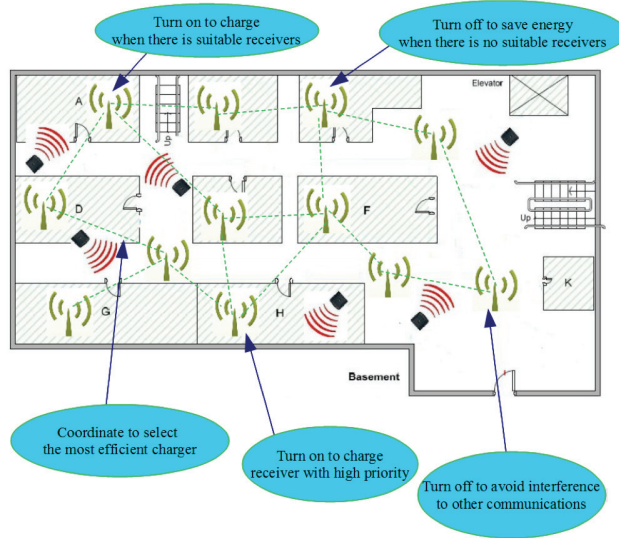 Turn on to charge
when there is suitable receivers
Turn off to save energy
when there is no suitable receivers
A
Up
Elevator
D
F
Up
K
G
H
Basement
Coordinate to select
the most efficient charger
Turn on to charge
receiver with high priority
Turn off to avoid interference
to other communications